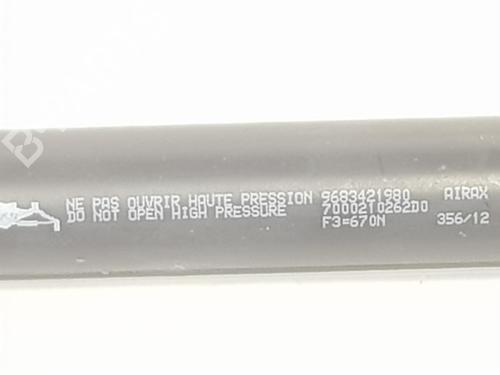 NE PAS OUVRIR HAUTE PRESSION 9683421980 AIRAX
DO NOT OPEN HIGH PRESSURE 7000210262D0 356/12
F3=670N